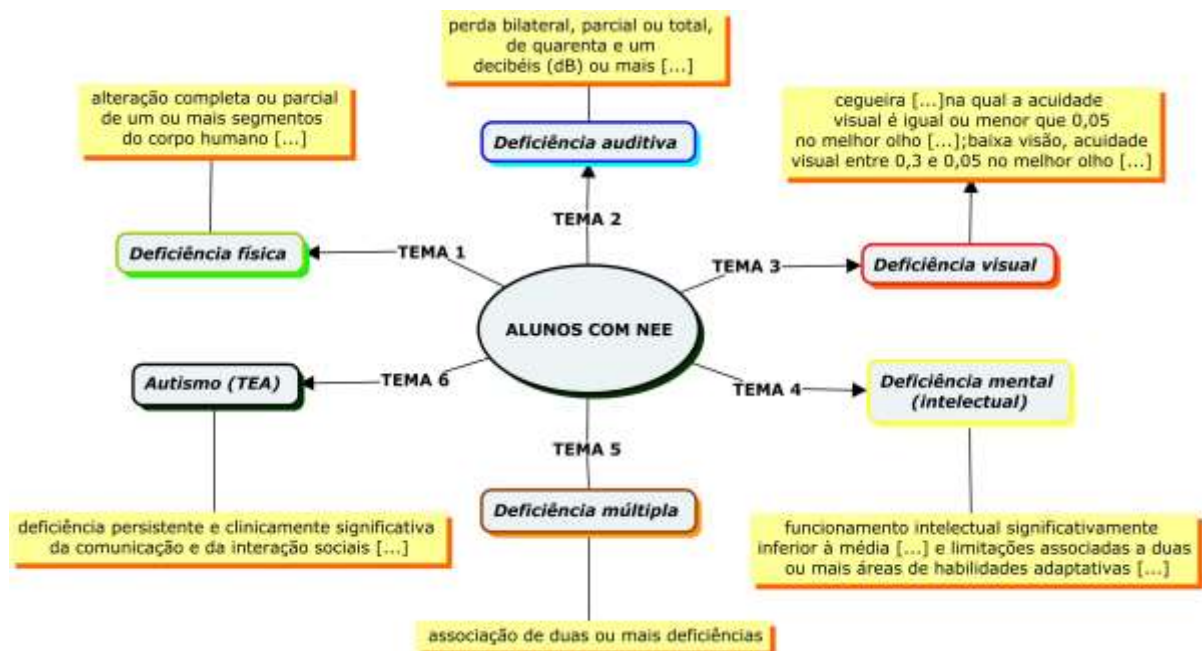 perda bilateral, parcial ou total,
de quarenta e um
decibéis (dB) ou mais [...]
alteração completa ou parcial
de um ou mais segmentos
do corpo humano [...]
cegueira [...]na qual a acuidade
visual é igual ou menor que 0,05
no melhor olho [...];baixa visão, acuidade
visual entre 0,3 e 0,05 no melhor olho [...]
Deficiência auditiva
TEMA 2
Deficiência física
TEMA 1
TEMA 3
Deficiência visual
ALUNOS COM NEE
Autismo (TEA)
TEMA 6
TEMA 4
Deficiência mental
(intelectual)
TEMA 5
Deficiência múltipla
deficiência persistente e clinicamente significativa
da comunicação e da interação sociais [...]
funcionamento intelectual significativamente
inferior à média [...] e limitações associadas a duas
ou mais áreas de habilidades adaptativas [...]
associação de duas ou mais deficiências